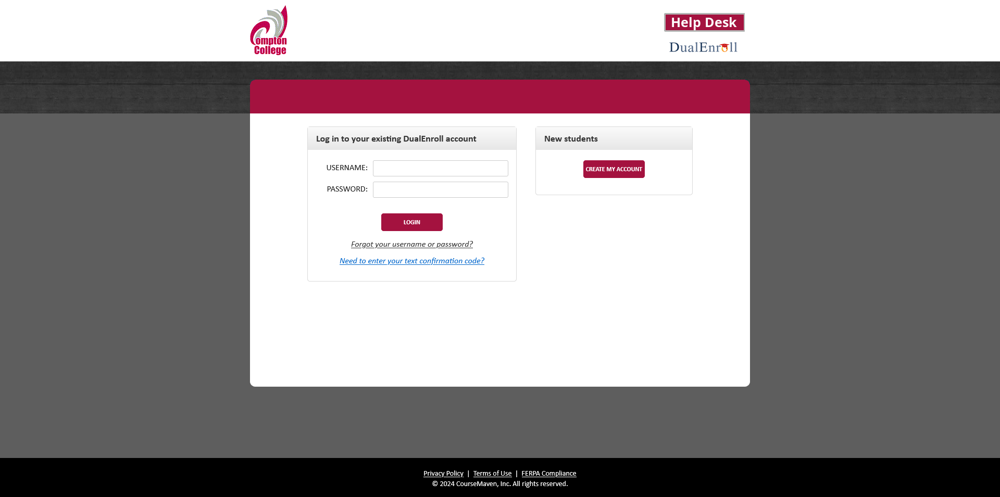 ompton
College
Help Desk
DualEnroll
Log in to your existing DualEnroll account
USERNAME:
PASSWORD:
LOGIN
Forgot your username or password?
Need to enter your text confirmation code?
New students
CREATE MY ACCOUNT
Privacy Policy | Terms of Use | FERPA Compliance
© 2024 CourseMaven, Inc. All rights reserved.